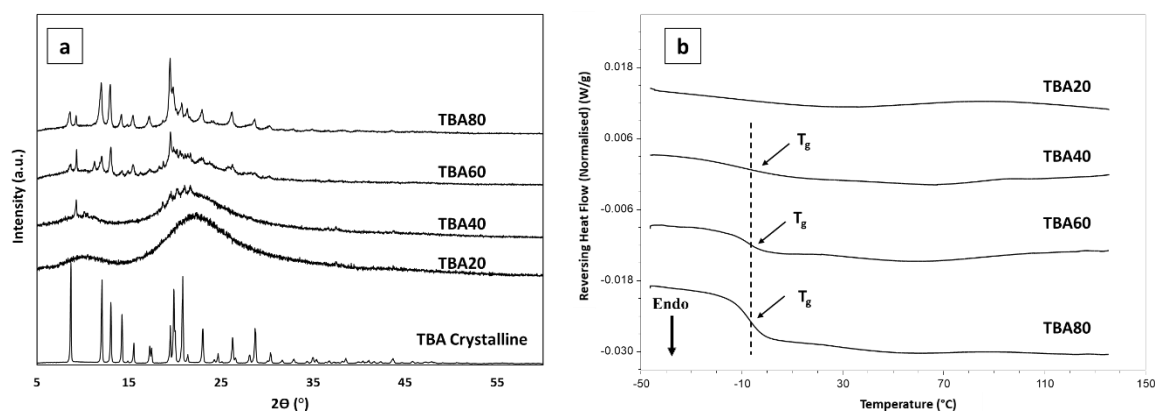 a
Intensity (a.u.)
TBA80
TBA60
TBA40
TBA20
TBA Crystalline
5 15 25 35 45 55
2Θ (°)
b
Reversing Heat Flow (Normalised) (W/g)
0.018
0.006
-0.006
-0.018
-0.030
TBA20
Tg
TBA40
Tg
TBA60
Tg
Endo
TBA80
-50 -10 30 70 110 150
Temperature (°C)